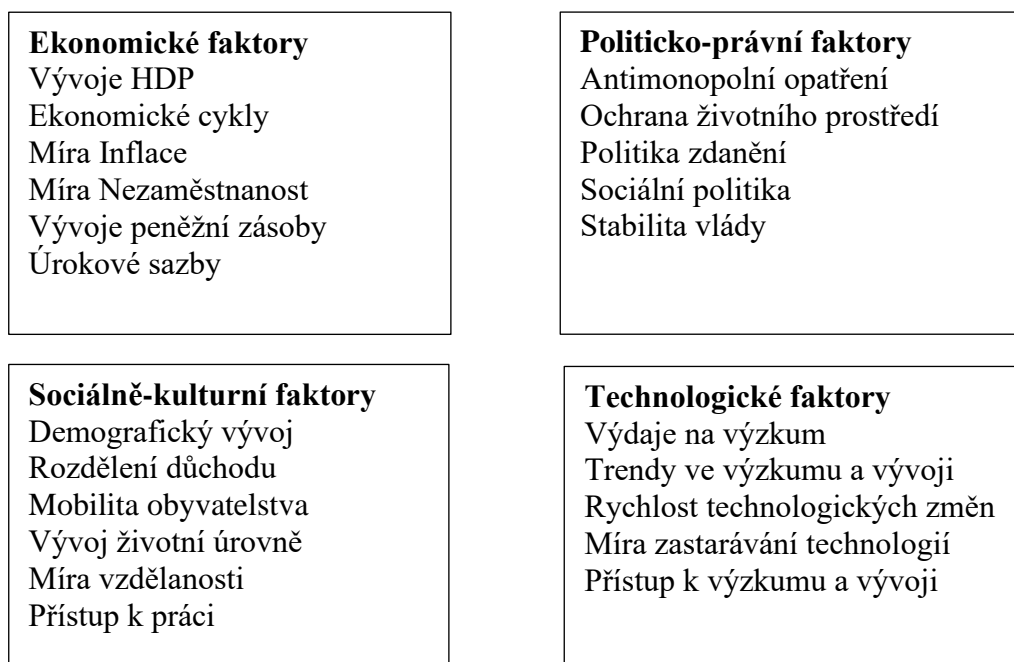 Ekonomické faktory
Vývoje HDP
Ekonomické cykly
Míra Inflace
Míra Nezaměstnanost
Vývoje peněžní zásoby
Úrokové sazby
Politicko-právní faktory
Antimonopolní opatření
Ochrana životního prostředí
Politika zdanění
Sociální politika
Stabilita vlády
Sociálně-kulturní faktory
Demografický vývoj
Rozdělení důchodu
Mobilita obyvatelstva
Vývoj životní úrovně
Míra vzdělanosti
Přístup k práci
Technologické faktory
Výdaje na výzkum
Trendy ve výzkumu a vývoji
Rychlost technologických změn
Míra zastarávání technologií
Přístup k výzkumu a vývoji